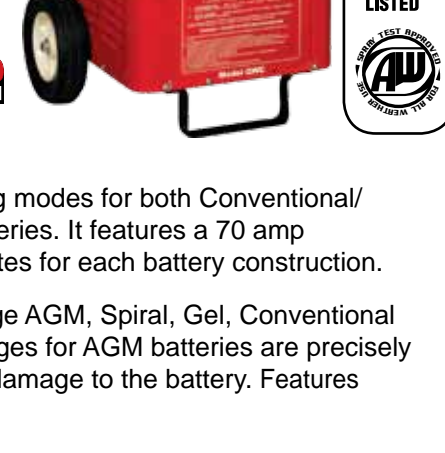 LISTED
SPRAY TEST APPROVED
AW
FOR ALL WERTHER USE
Model QWC
g modes for both Conventional/
eries. It features a 70 amp
tes for each battery construction.
ge AGM, Spiral, Gel, Conventional
ges for AGM batteries are precisely
damage to the battery. Features